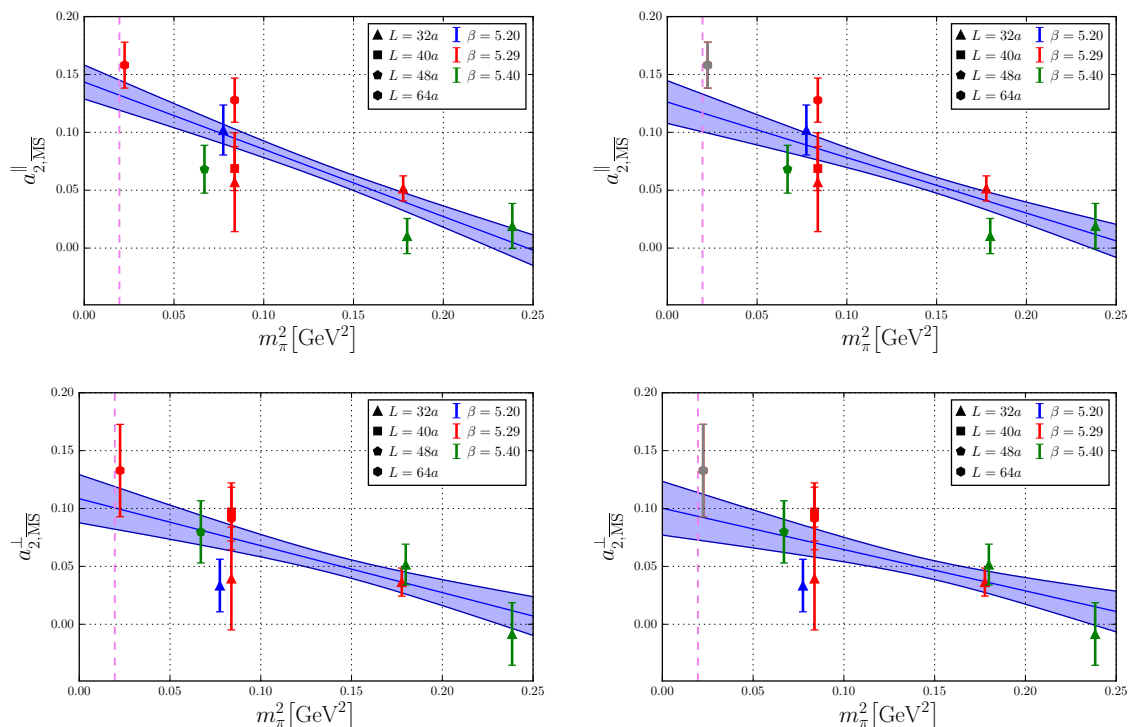 0.20
0.15
0.10
0.05
0.00
a^∥_{2,\overline{MS}}
L = 32a β = 5.20
L = 40a β = 5.29
L = 48a β = 5.40
L = 64a
0.00 0.05 0.10 0.15 0.20 0.25
m_π^2[GeV^2]
0.20
0.15
0.10
0.05
0.00
a^∥_{2,\overline{MS}}
L = 32a β = 5.20
L = 40a β = 5.29
L = 48a β = 5.40
L = 64a
0.00 0.05 0.10 0.15 0.20 0.25
m_π^2[GeV^2]
0.20
0.15
0.10
0.05
0.00
a^⊥_{2,\overline{MS}}
L = 32a β = 5.20
L = 40a β = 5.29
L = 48a β = 5.40
L = 64a
0.00 0.05 0.10 0.15 0.20 0.25
m_π^2[GeV^2]
0.20
0.15
0.10
0.05
0.00
a^⊥_{2,\overline{MS}}
L = 32a β = 5.20
L = 40a β = 5.29
L = 48a β = 5.40
L = 64a
0.00 0.05 0.10 0.15 0.20 0.25
m_π^2[GeV^2]